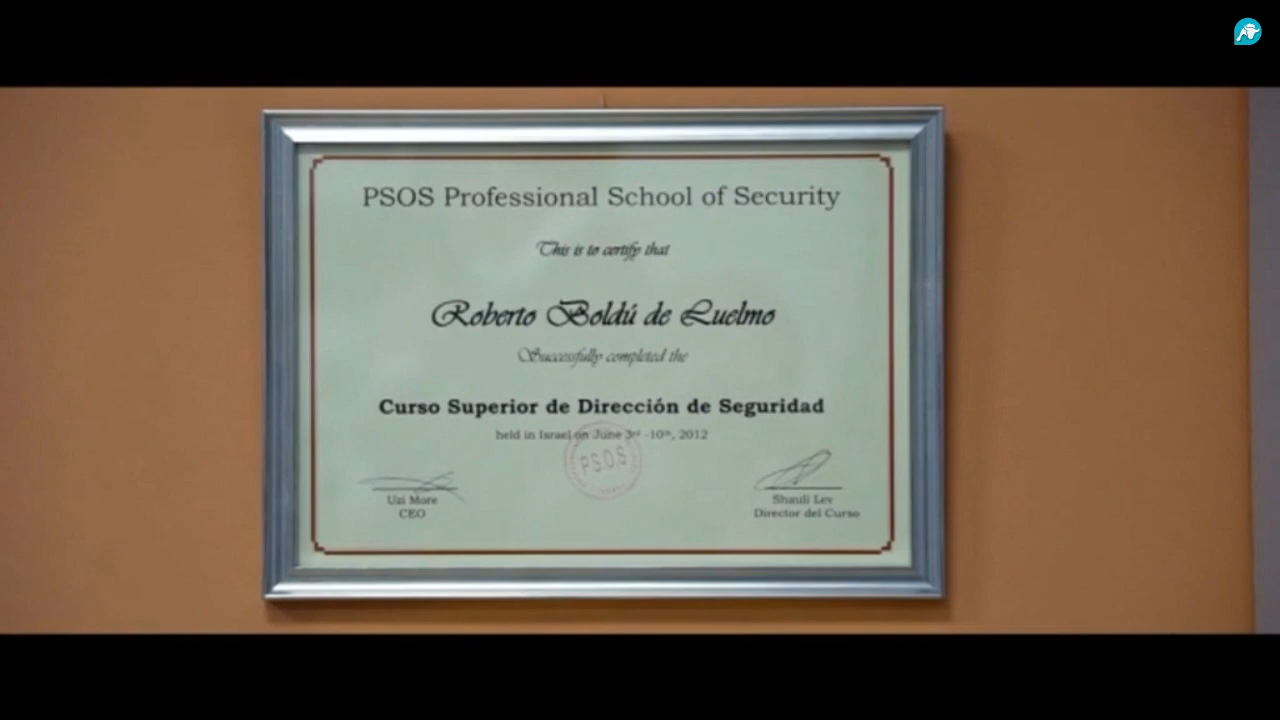 PSOS Professional School of Security
This is to certify that
Roberto Boldú de Luelmo
Successfully completed the
Curso Superior de Dirección de Seguridad
held in Israel on June 3rd -10th, 2012
P.S.O.S
Uzi More
CEO
Shauli Lev
Director del Curso